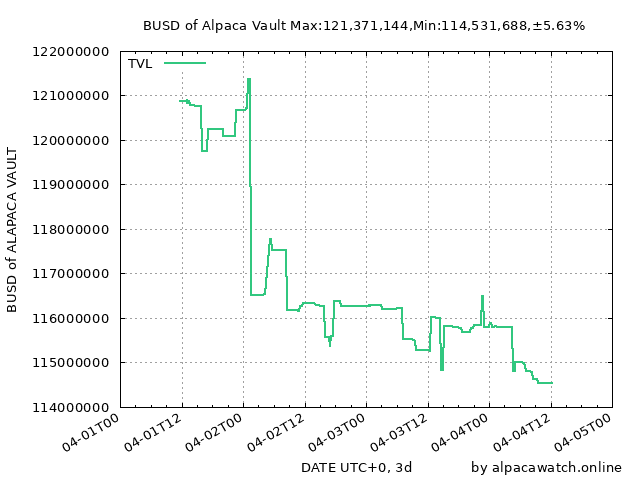 BUSD of Alpaca Vault Max:121,371,144,Min:114,531,688,±5.63%
TVL
122000000
121000000
120000000
119000000
118000000
117000000
116000000
115000000
114000000
BUSD of ALAPACA VAULT
04-01T00
04-01T12
04-02T00
04-02T12
04-03T00
04-03T12
04-04T00
04-04T12
04-05T00
DATE UTC+0, 3d
by alpacawatch.online